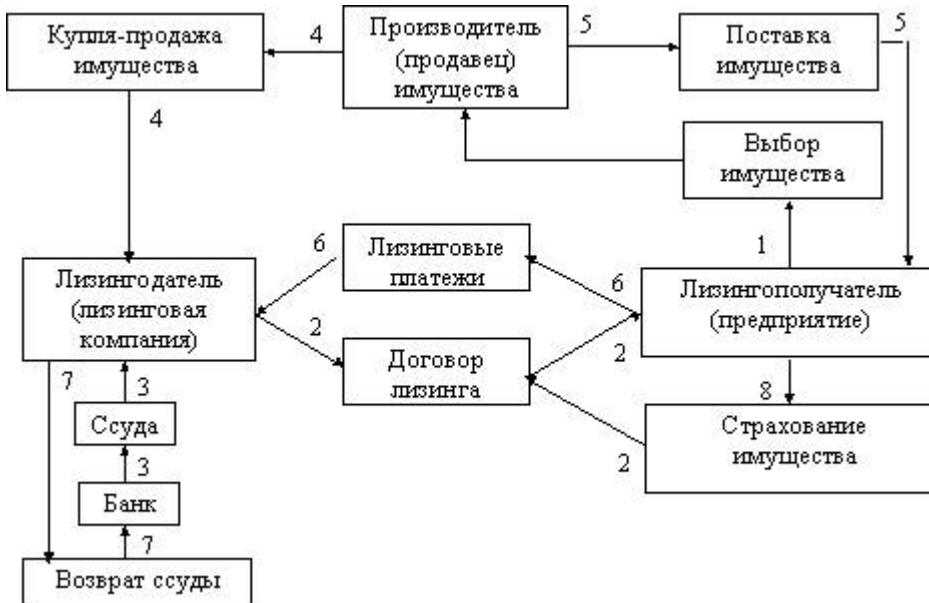 Купля-продажа
имущества
4
Производитель
(продавец)
имущества
5
Поставка
имущества
5
4
Выбор
имущества
1
6
Лизинговые
платежи
6
Лизингодатель
(лизинговая
компания)
Лизингополучатель
(предприятие)
2
Договор
лизинга
2
7
3
8
Ссуда
2
Страхование
имущества
3
Банк
7
Возврат ссуды